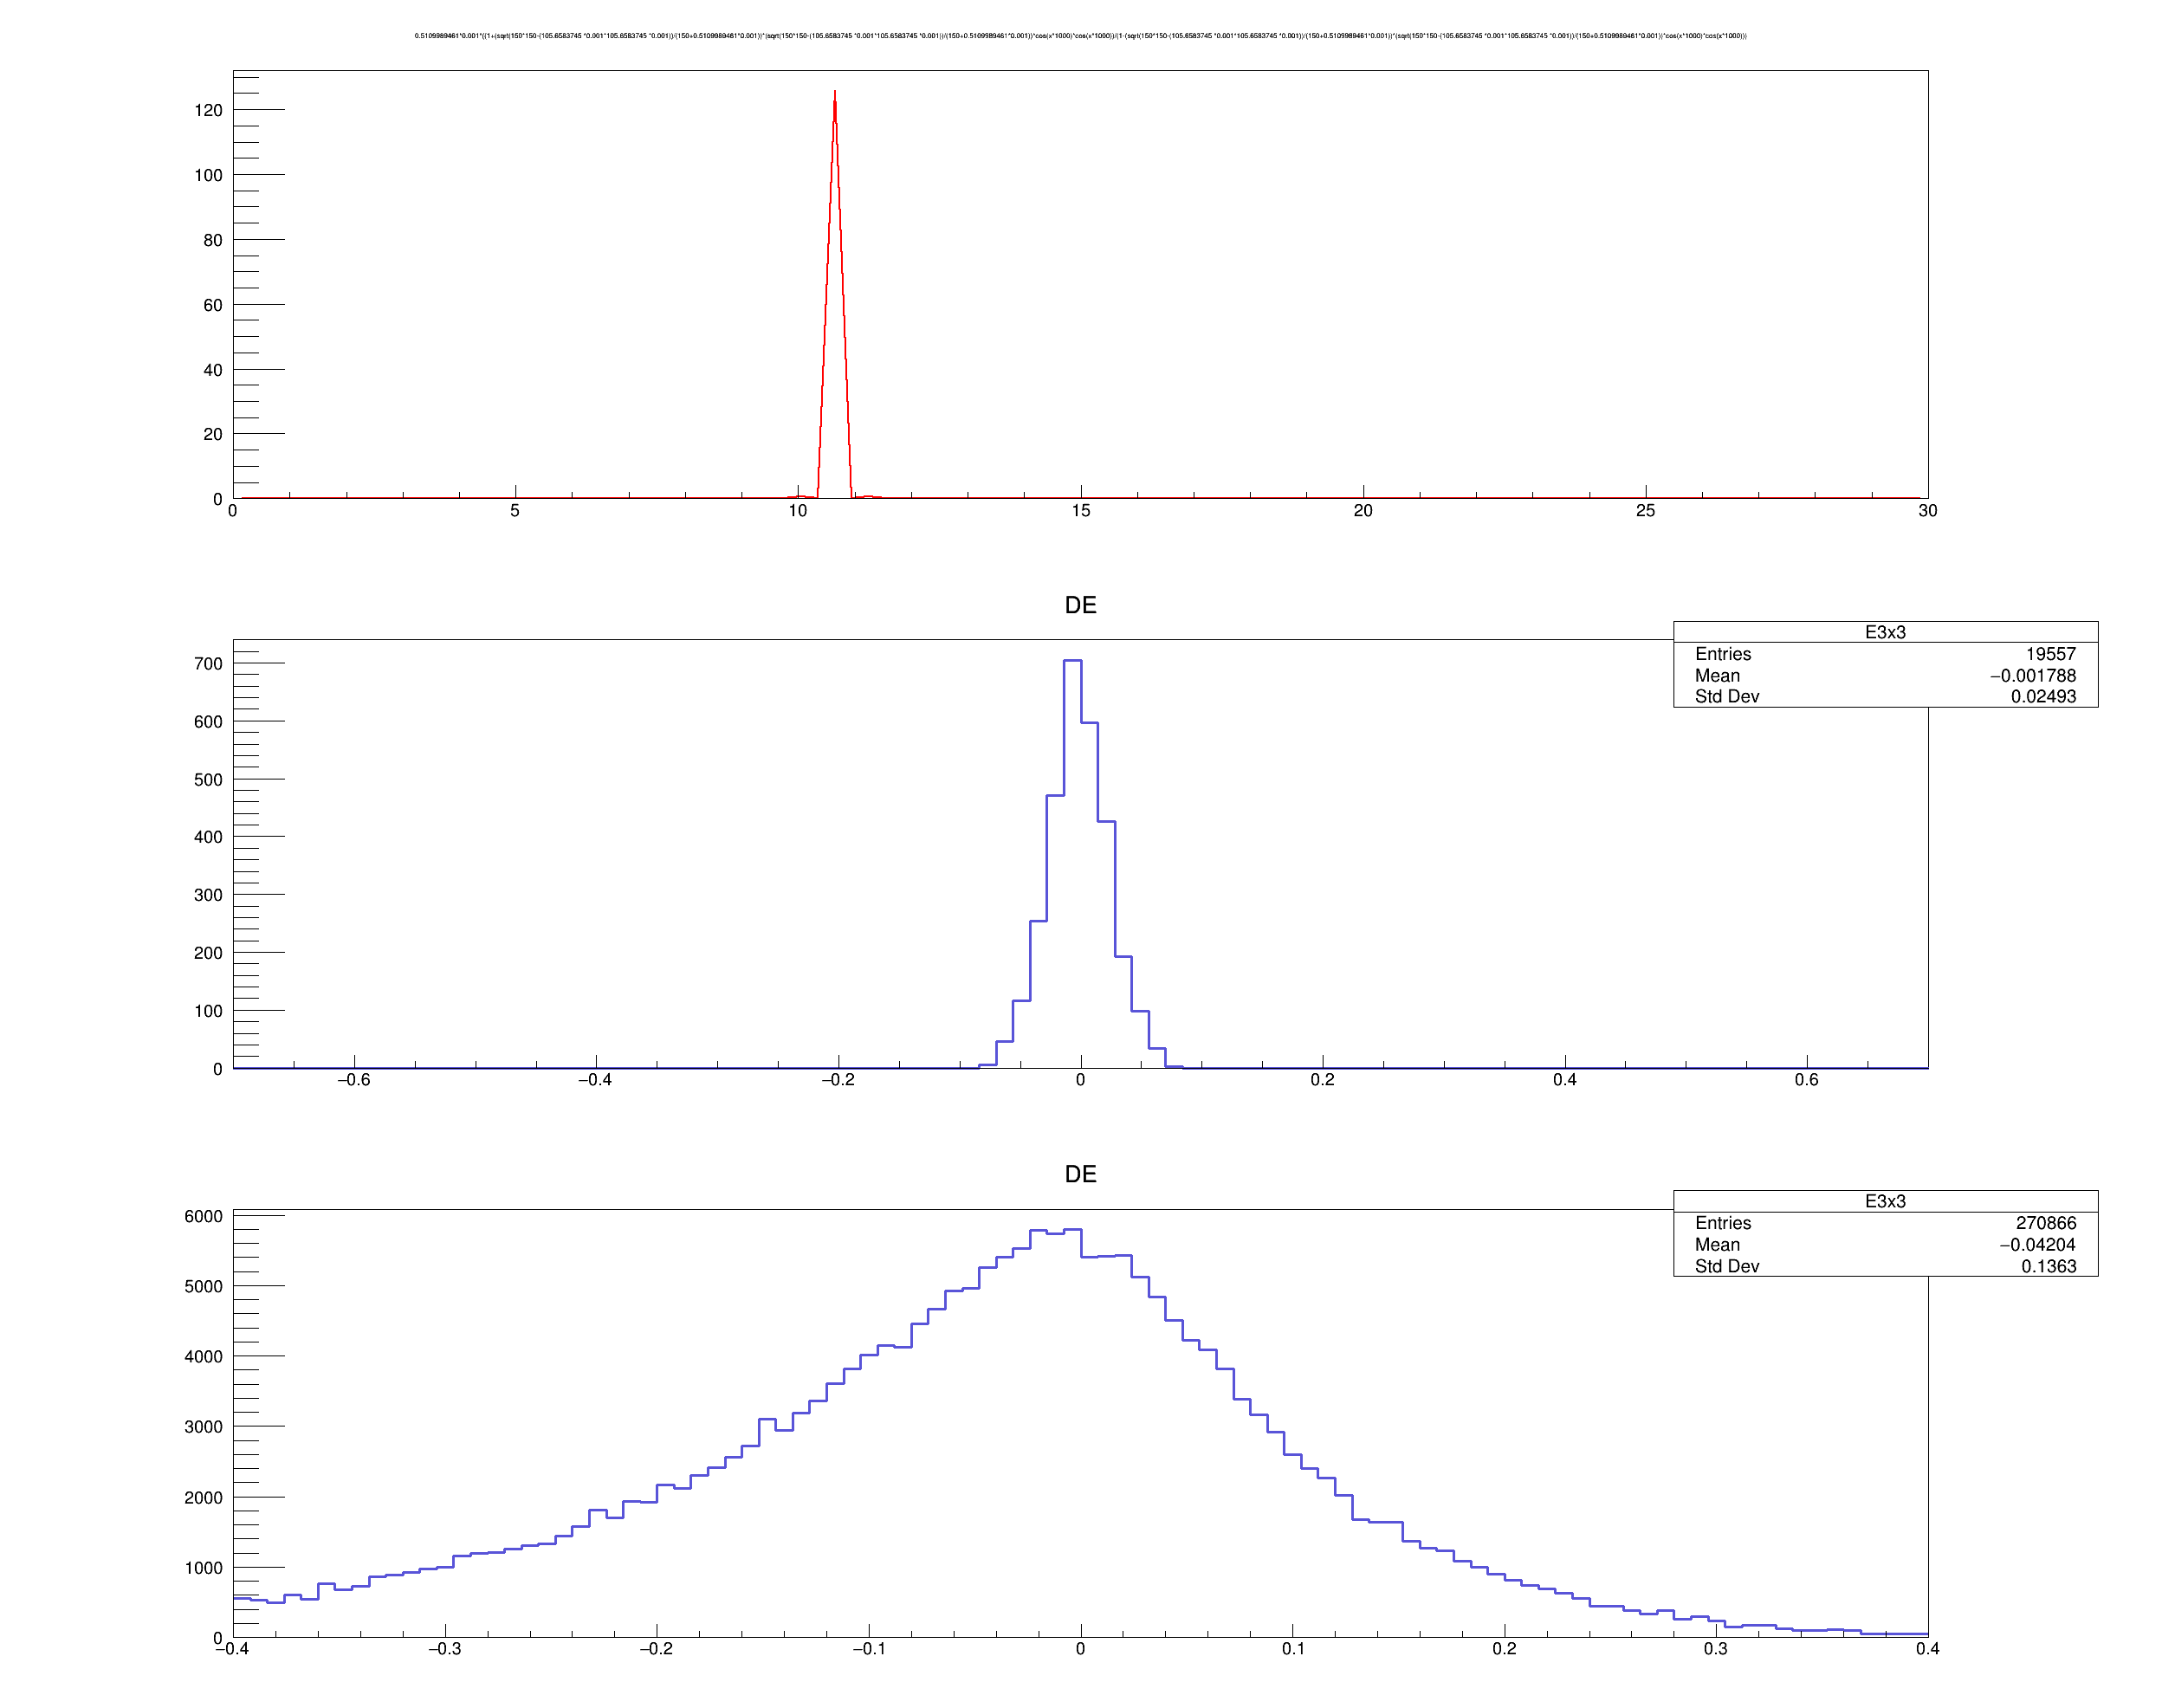 0.5109989461*0.001*((1+(sqrt(150*150-(105.6583745 *0.001*105.6583745 *0.001))/(150+0.5109989461*0.001))*(sqrt(150*150-(105.6583745 *0.001*105.6583745 *0.001))/(150+0.5109989461*0.001))*cos(x*1000)*cos(x*1000))/(1-(sqrt(150*150-(105.6583745 *0.001*105.6583745 *0.001))/(150+0.5109989461*0.001))*(sqrt(150*150-(105.6583745 *0.001*105.6583745 *0.001))/(150+0.5109989461*0.001))*cos(x*1000)*cos(x*1000)))
120
100
80
60
40
20
0
0 5 10 15 20 25 30
DE
E3x3
Entries 19557
Mean −0.001788
Std Dev 0.02493
700
600
500
400
300
200
100
0
−0.6 −0.4 −0.2 0 0.2 0.4 0.6
DE
E3x3
Entries 270866
Mean −0.04204
Std Dev 0.1363
6000
5000
4000
3000
2000
1000
0
−0.4 −0.3 −0.2 −0.1 0 0.1 0.2 0.3 0.4